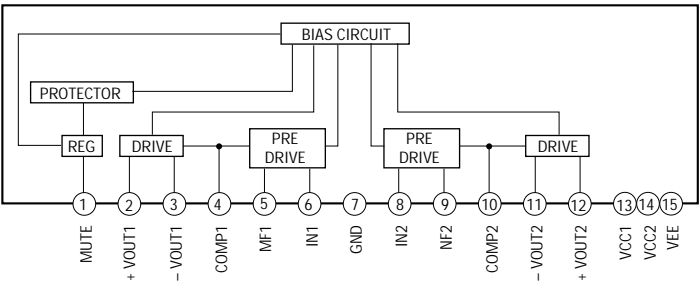 BIAS CIRCUIT
PROTECTOR
REG
DRIVE
PRE
DRIVE
PRE
DRIVE
DRIVE
1
2
3
4
5
6
7
8
9
10
11
12
13
14
15
MUTE
+ VOUT1
– VOUT1
COMP1
MF1
IN1
GND
IN2
NF2
COMP2
– VOUT2
+ VOUT2
VCC1
VCC2
VEE